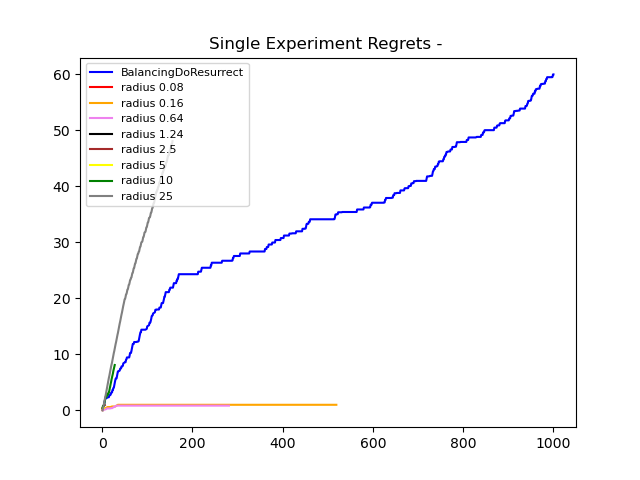 Single Experiment Regrets -
BalancingDoResurrect
radius 0.08
radius 0.16
radius 0.64
radius 1.24
radius 2.5
radius 5
radius 10
radius 25
60
50
40
30
20
10
0
0 200 400 600 800 1000